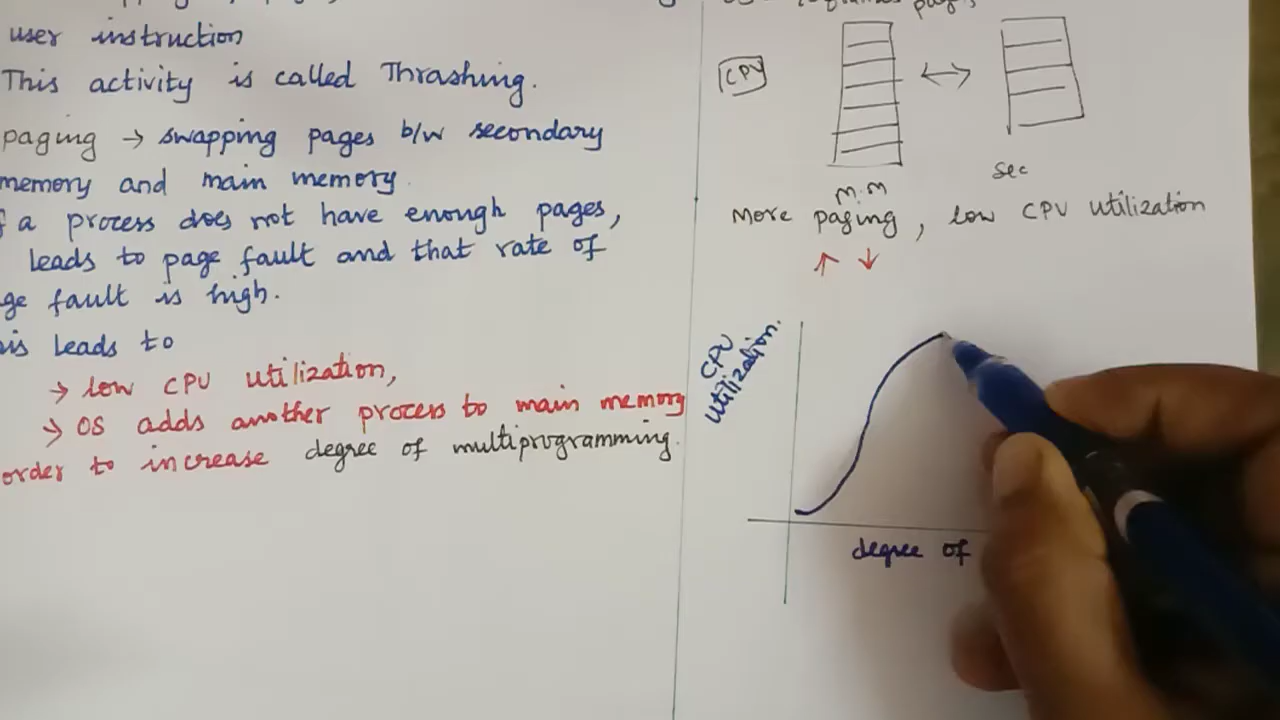 user instruction
This activity is called Thrashing.
paging → swapping pages b/w secondary
memory and main memory.
a process does not have enough pages,
leads to page fault and that rate of
ge fault is high.
is leads to
→ low CPU utilization,
→ OS adds another process to main memory
order to increase degree of multiprogramming.
CPU
M.M
sec
More paging, low CPU utilization
↑ ↓
CPU
utilization.
degree of